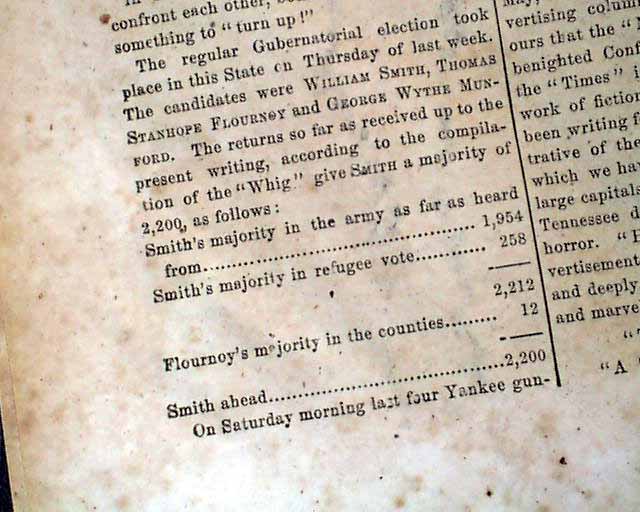 confront each other,
something to "turn up!"
The regular Gubernatorial election took
place in this State on Thursday of last week.
The candidates were WILLIAM SMITH, THOMAS
STANHOPE FLOURNOY and GEORGE WYTHE MUN-
FORD. The returns so far as received up to the
present writing, according to the compila-
tion of the "Whig" give SMITH a majority of
2,200, as follows:
Smith's majority in the army as far as heard
from.............................. 1,954
Smith's majority in refugee vote.......... 258
2,212
Flournoy's majority in the counties........ 12
Smith ahead..............................2,200
On Saturday morning last four Yankee gun-
May,
vertising colum
ours that the "
benighted Conf
the "Times" i
work of fiction
been writing f
trative of the
which we hav
large capitals
Tennessee d
horror. "
vertisement
and deeply
and marve
"T
"A